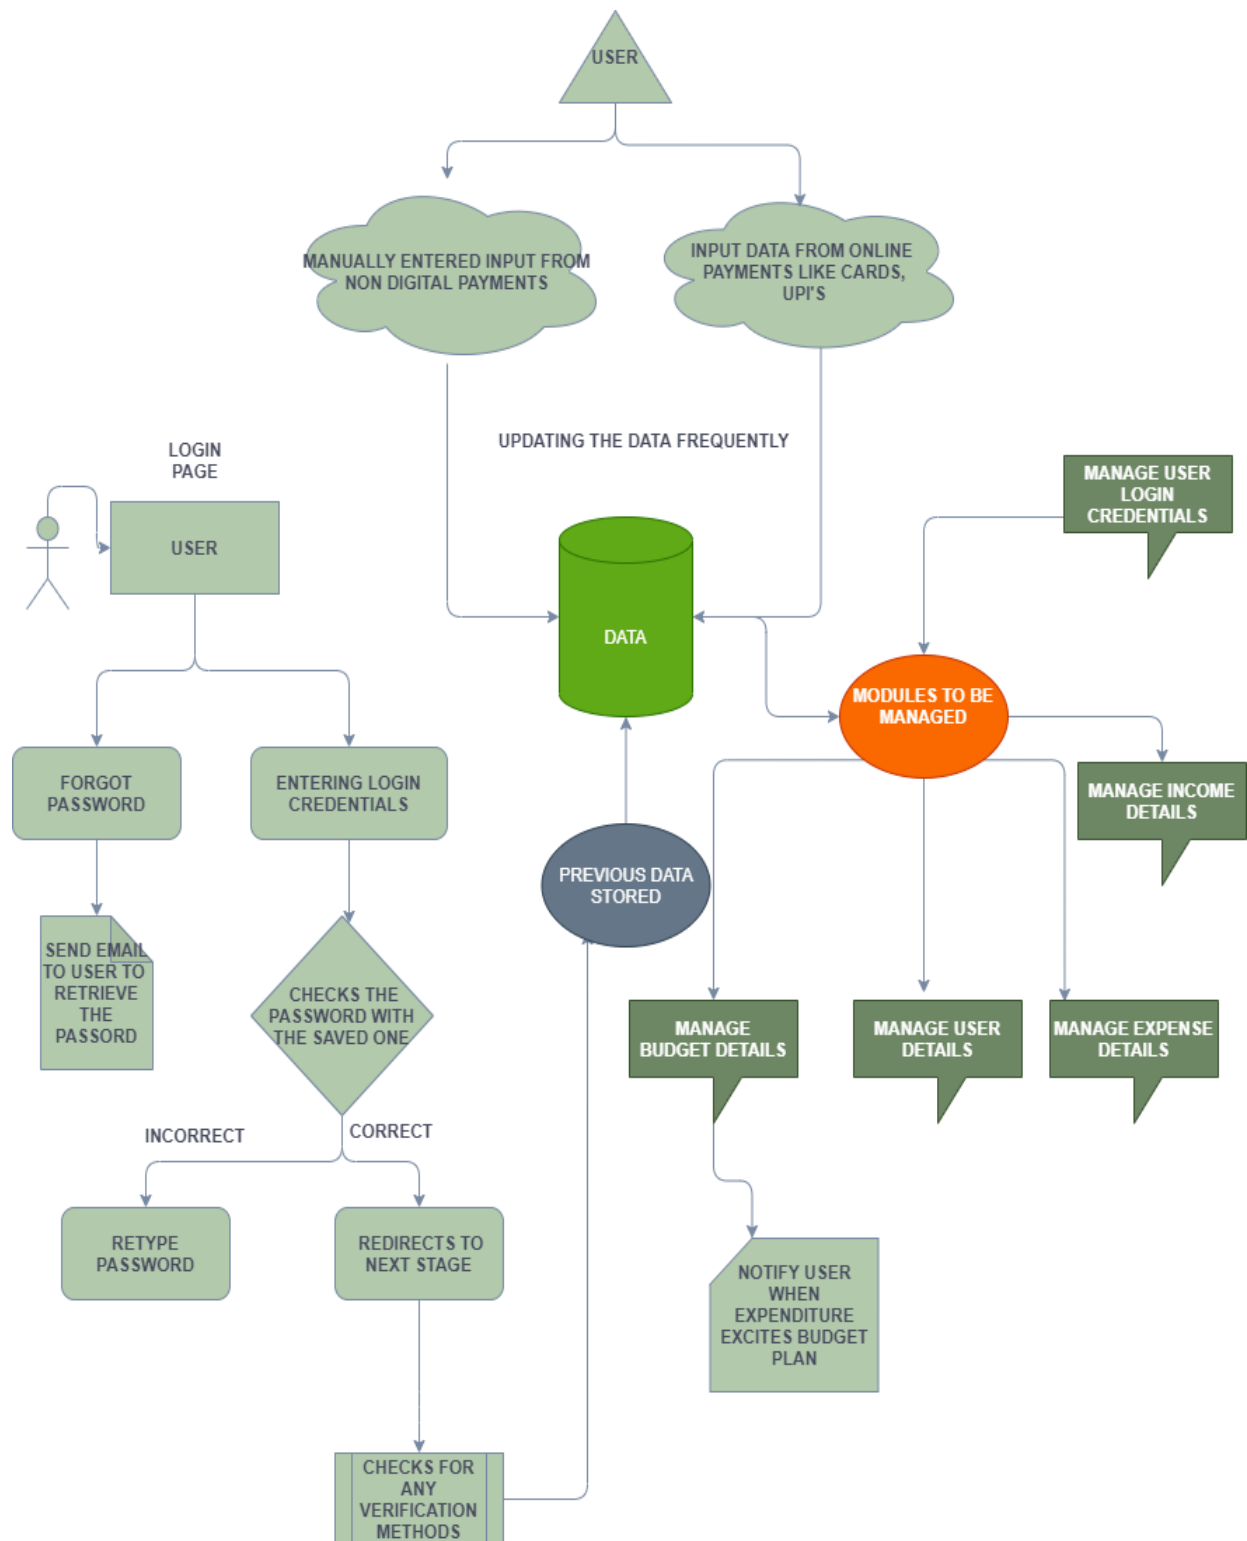 USER
MANUALLY ENTERED INPUT FROM
NON DIGITAL PAYMENTS
INPUT DATA FROM ONLINE
PAYMENTS LIKE CARDS,
UPI'S
UPDATING THE DATA FREQUENTLY
LOGIN
PAGE
USER
DATA
MANAGE USER
LOGIN
CREDENTIALS
MODULES TO BE
MANAGED
MANAGE INCOME
DETAILS
FORGOT
PASSWORD
ENTERING LOGIN
CREDENTIALS
PREVIOUS DATA
STORED
SEND EMAIL
TO USER TO
RETRIEVE
THE
PASSORD
CHECKS THE
PASSWORD WITH
THE SAVED ONE
MANAGE
BUDGET DETAILS
MANAGE USER
DETAILS
MANAGE EXPENSE
DETAILS
INCORRECT
CORRECT
RETYPE
PASSWORD
REDIRECTS TO
NEXT STAGE
NOTIFY USER
WHEN
EXPENDITURE
EXCITES BUDGET
PLAN
CHECKS FOR
ANY
VERIFICATION
METHODS